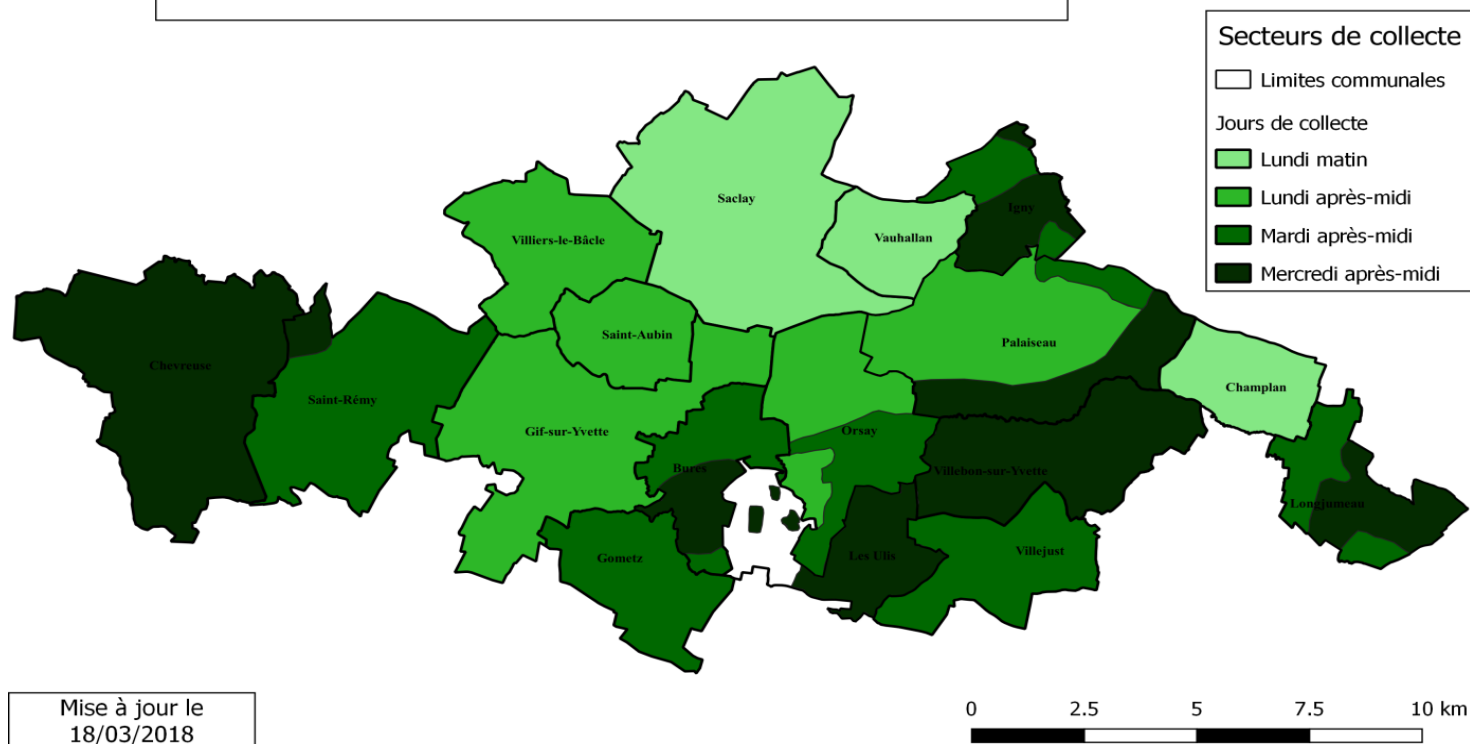 Secteurs de collecte
Limites communales
Jours de collecte
Lundi matin
Lundi après-midi
Mardi après-midi
Mercredi après-midi
Saclay
Igny
Vauhallan
Villiers-le-Bâcle
Saint-Aubin
Palaiseau
Chevreuse
Champlan
Saint-Rémy
Gif-sur-Yvette
Orsay
Bures
Villebon-sur-Yvette
Longjumeau
Gometz
Les Ulis
Villejust
Mise à jour le
18/03/2018
0 2.5 5 7.5 10 km